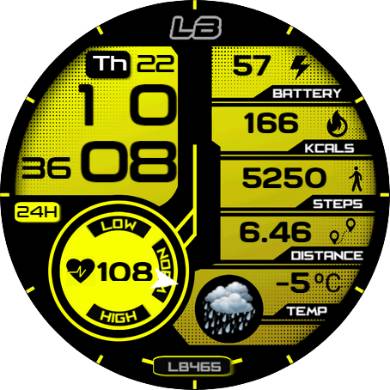 LB
Th 22
10
36 08
24H
LOW
108
NORMAL
HIGH
57
BATTERY
166
KCALS
5250
STEPS
6.46
DISTANCE
-5°C
TEMP
LB465